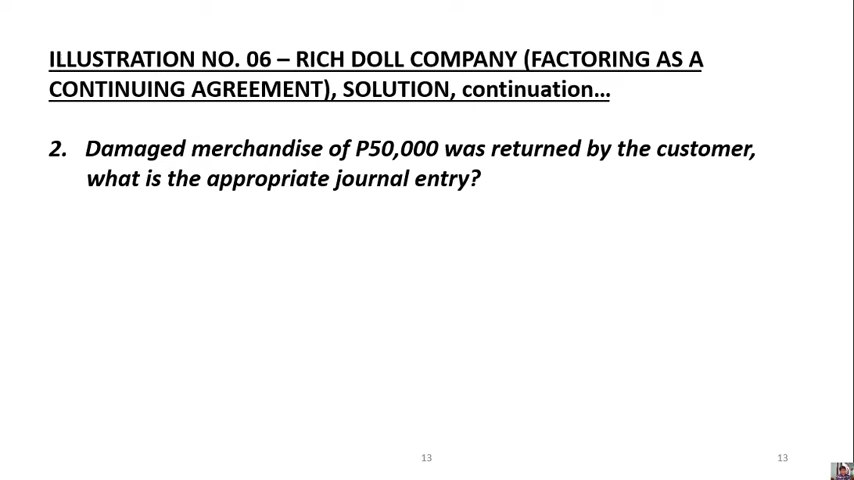 ILLUSTRATION NO. 06 – RICH DOLL COMPANY (FACTORING AS A
CONTINUING AGREEMENT), SOLUTION, continuation…
2. Damaged merchandise of P50,000 was returned by the customer,
what is the appropriate journal entry?
13
13